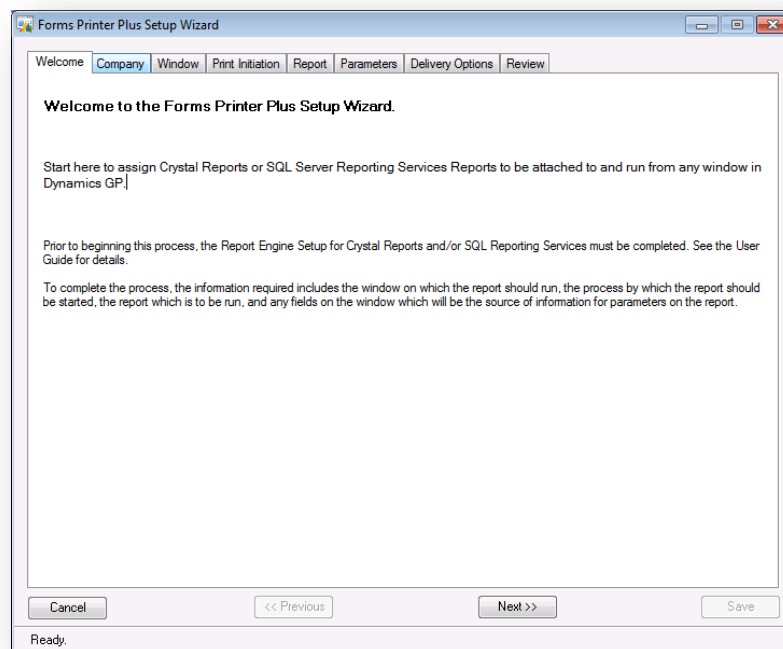 Forms Printer Plus Setup Wizard
Welcome Company Window Print Initiation Report Parameters Delivery Options Review
Welcome to the Forms Printer Plus Setup Wizard.
Start here to assign Crystal Reports or SQL Server Reporting Services Reports to be attached to and run from any window in
Dynamics GP.
Prior to beginning this process, the Report Engine Setup for Crystal Reports and/or SQL Reporting Services must be completed. See the User
Guide for details.
To complete the process, the information required includes the window on which the report should run, the process by which the report should
be started, the report which is to be run, and any fields on the window which will be the source of information for parameters on the report.
Cancel << Previous Next >> Save
Ready.